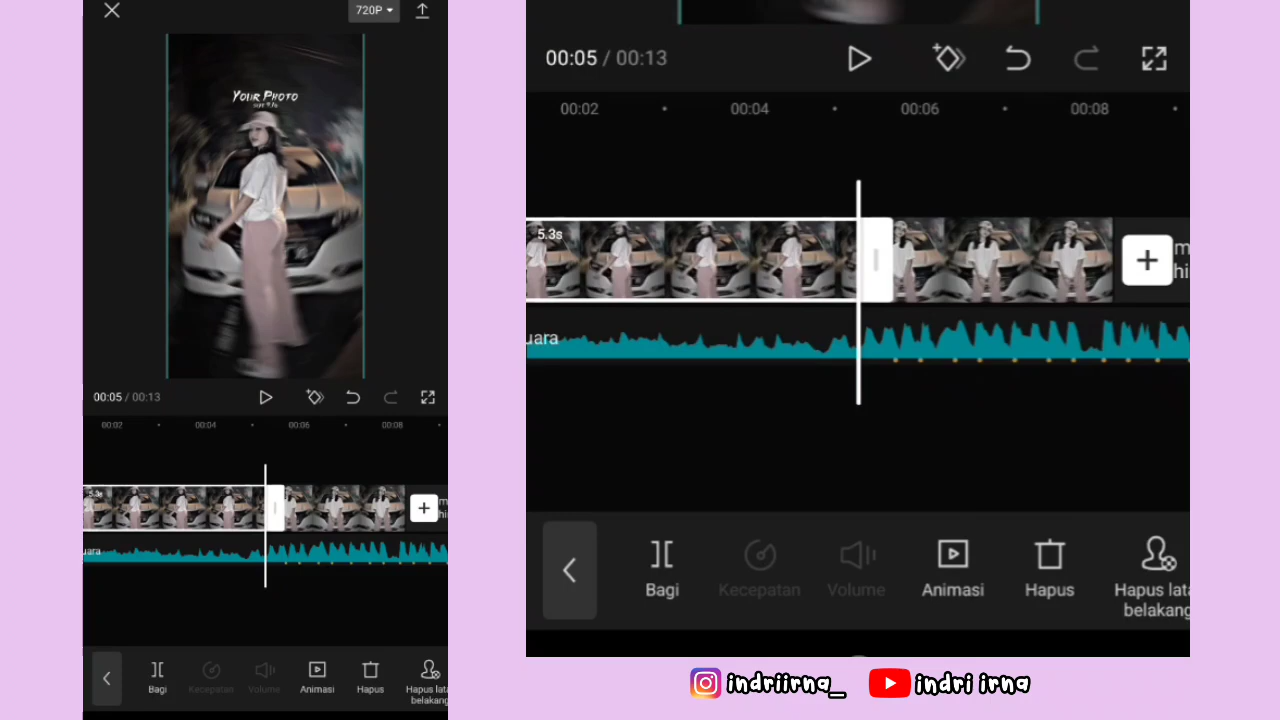 720P
YOUR PHOTO
00:05 / 00:13
00:02 00:04 00:06 00:08
5.3s
uara
m
hi
Bagi Kecepatan Volume Animasi Hapus Hapus lata
belakang
00:05 / 00:13
00:02 00:04 00:06 00:08
5.3s
m
hi
uara
Bagi Kecepatan Volume Animasi Hapus Hapus lata
belakang
indriirna_ indri irna